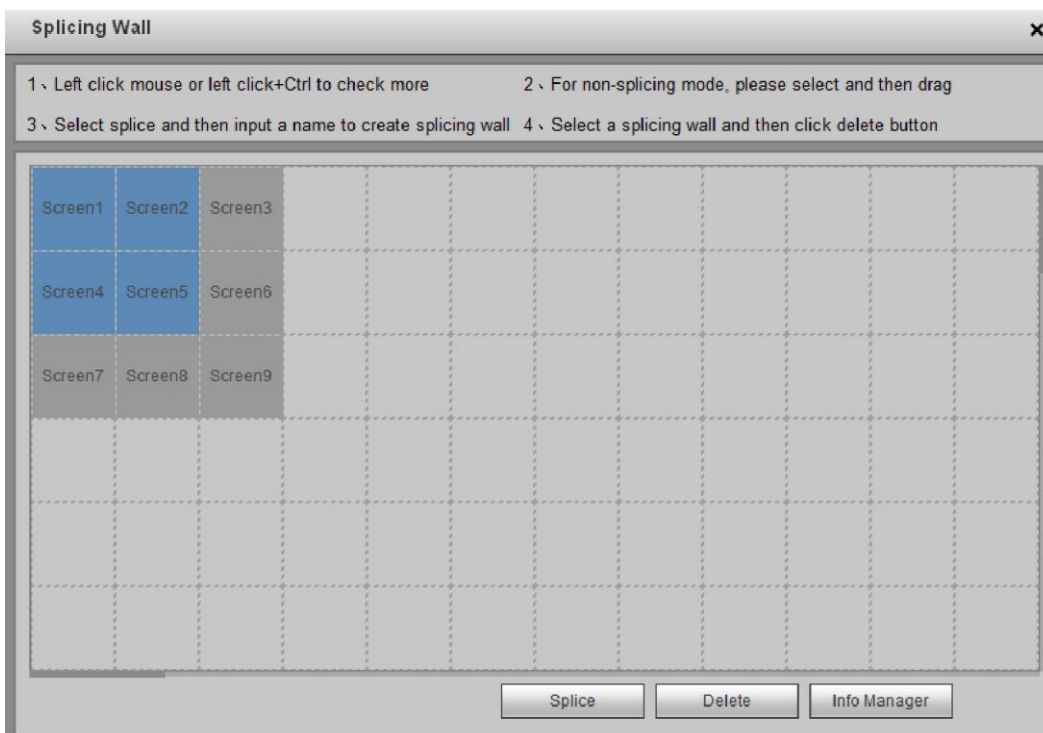 Splicing Wall
×
1、Left click mouse or left click+Ctrl to check more
2、For non-splicing mode, please select and then drag
3、Select splice and then input a name to create splicing wall
4、Select a splicing wall and then click delete button
Screen1 Screen2 Screen3
Screen4 Screen5 Screen6
Screen7 Screen8 Screen9
Splice Delete Info Manager